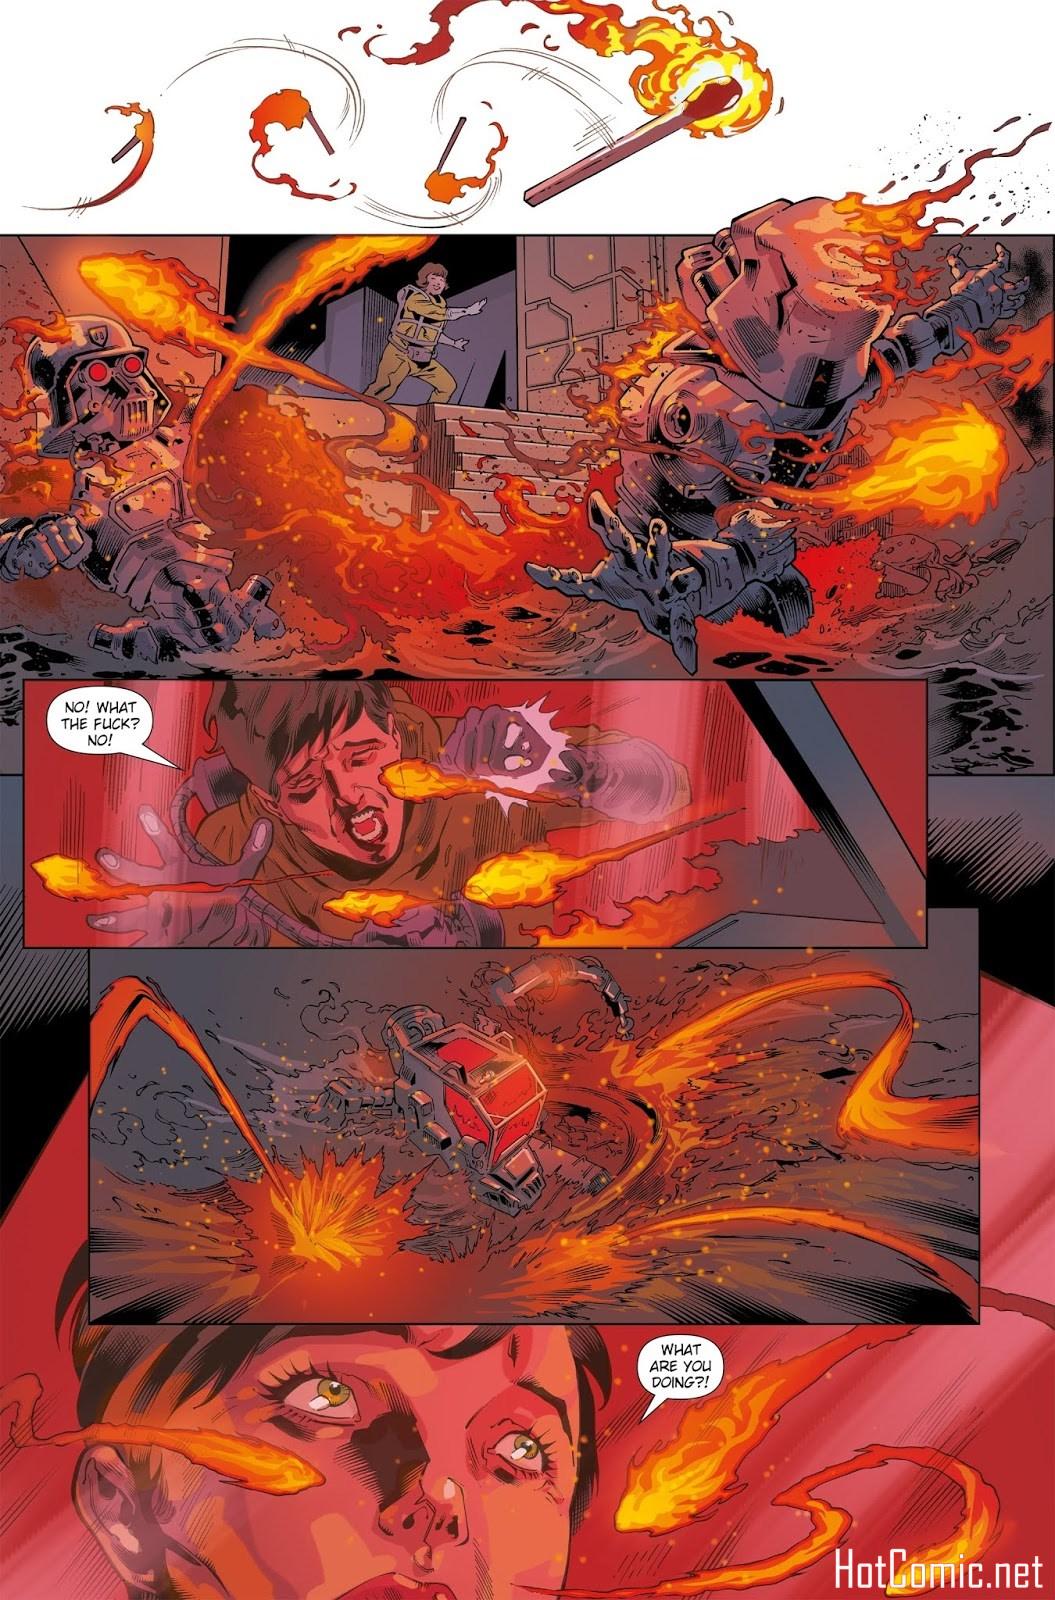 NO! WHAT
THE FUCK?
NO!
WHAT
ARE YOU
DOING?!
HotComic.net